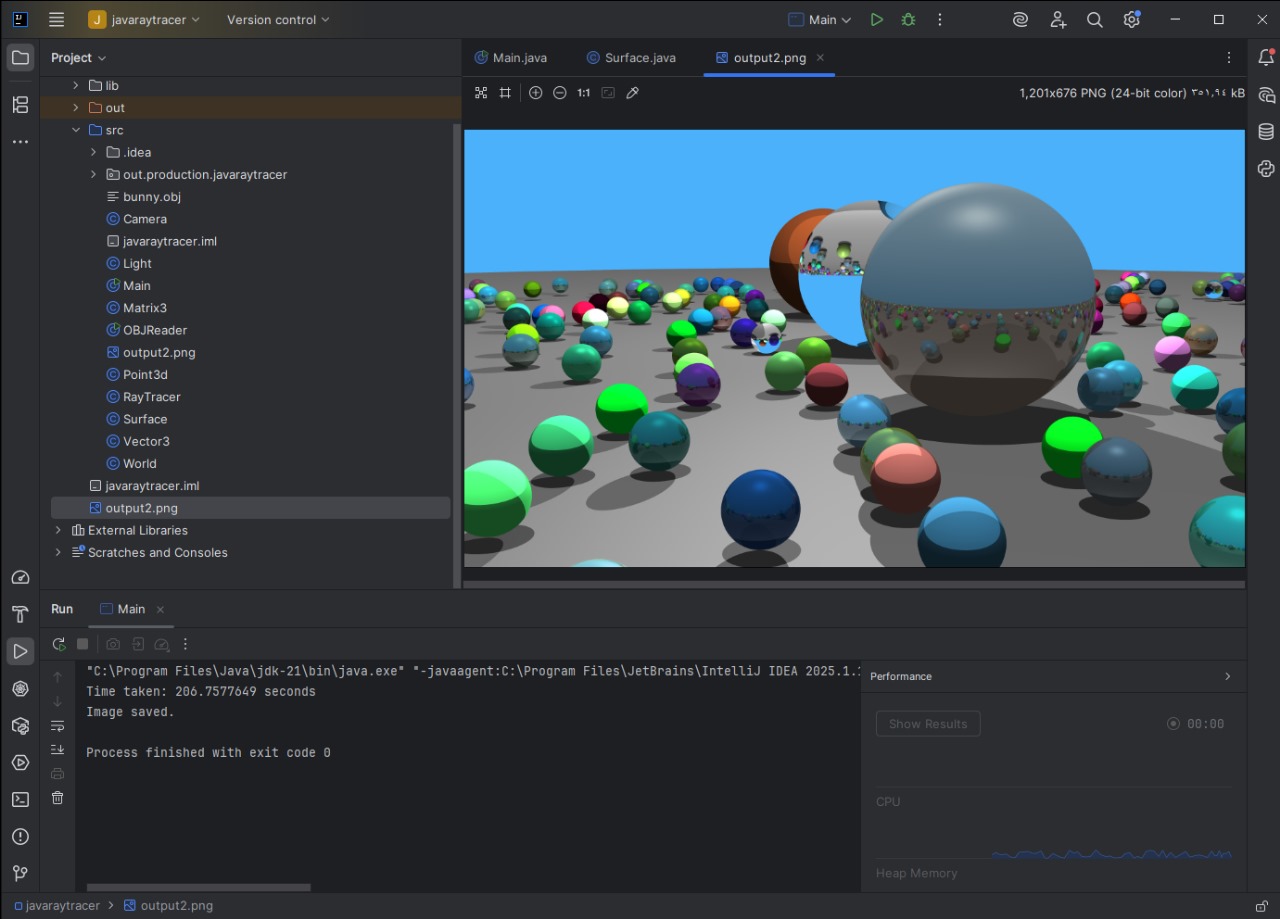 J javaraytracer Version control Main
Project
Main.java Surface.java output2.png
1:1 1,201x676 PNG (24-bit color) ٣٥١٫٩٤ kB
lib
out
src
.idea
out.production.javaraytracer
bunny.obj
Camera
javaraytracer.iml
Light
Main
Matrix3
OBJReader
output2.png
Point3d
RayTracer
Surface
Vector3
World
javaraytracer.iml
output2.png
External Libraries
Scratches and Consoles
Run Main
"C:\Program Files\Java\jdk-21\bin\java.exe" "-javaagent:C:\Program Files\JetBrains\IntelliJ IDEA 2025.1.
Time taken: 206.7577649 seconds
Image saved.
Process finished with exit code 0
Performance
Show Results 00:00
CPU
Heap Memory
javaraytracer output2.png